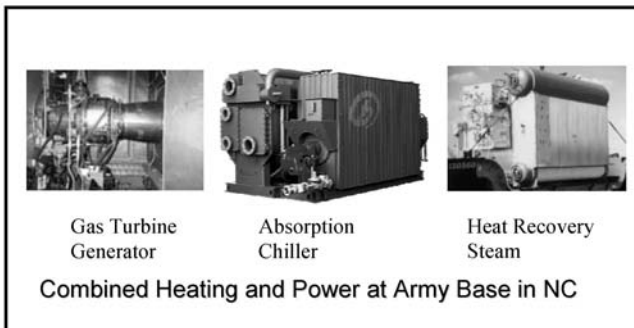 Gas Turbine
Generator
Absorption
Chiller
Heat Recovery
Steam
Combined Heating and Power at Army Base in NC